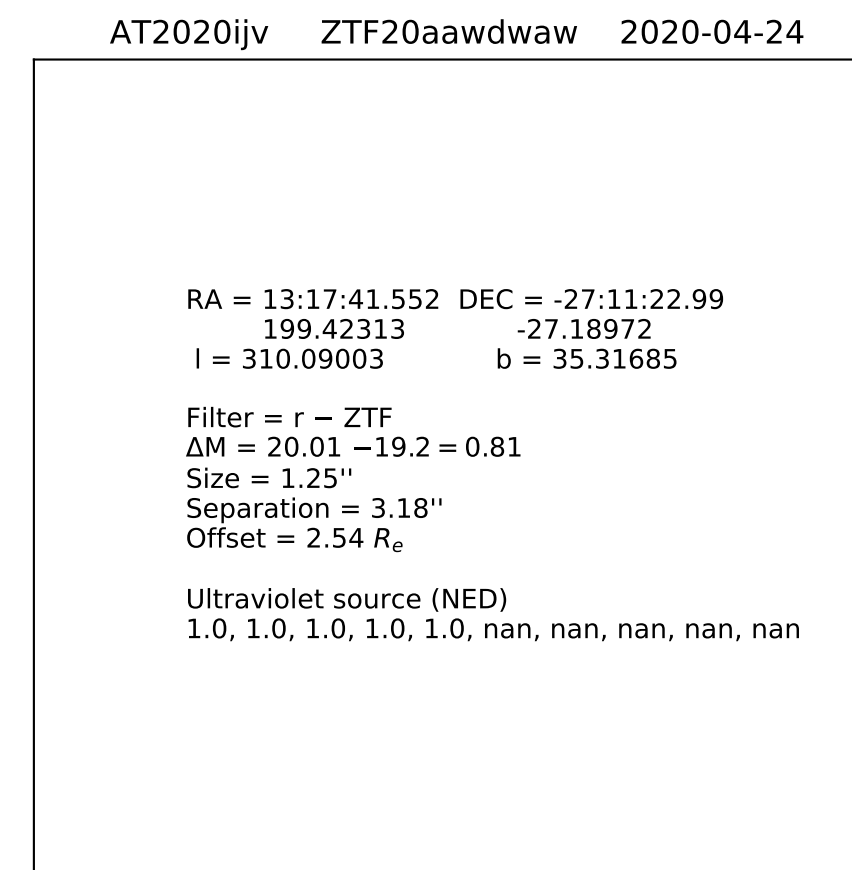 AT2020ijv ZTF20aawdwaw 2020-04-24
RA = 13:17:41.552 DEC = -27:11:22.99
199.42313 -27.18972
l = 310.09003 b = 35.31685
Filter = r − ZTF
ΔM = 20.01 −19.2 = 0.81
Size = 1.25''
Separation = 3.18''
Offset = 2.54 Rₑ
Ultraviolet source (NED)
1.0, 1.0, 1.0, 1.0, 1.0, nan, nan, nan, nan, nan